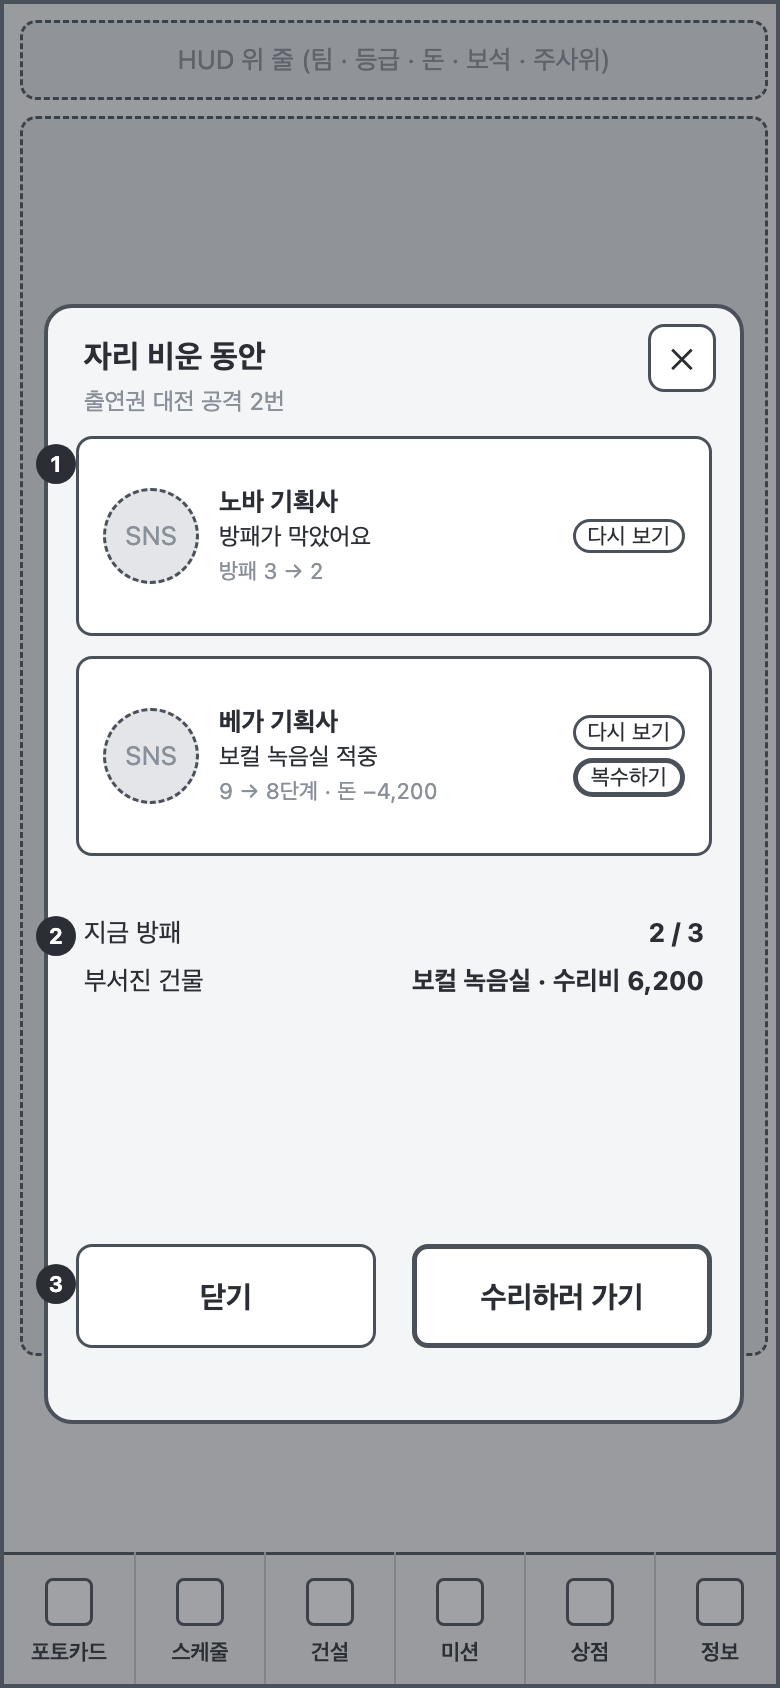 HUD 위 줄 (팀 · 등급 · 돈 · 보석 · 주사위)
자리 비운 동안
출연권 대전 공격 2번
1
SNS
노바 기획사
방패가 막았어요
방패 3 → 2
다시 보기
SNS
베가 기획사
보컬 녹음실 적중
9 → 8단계 · 돈 −4,200
다시 보기
복수하기
2
지금 방패 2 / 3
부서진 건물 보컬 녹음실 · 수리비 6,200
3
닫기 수리하러 가기
포토카드 스케줄 건설 미션 상점 정보